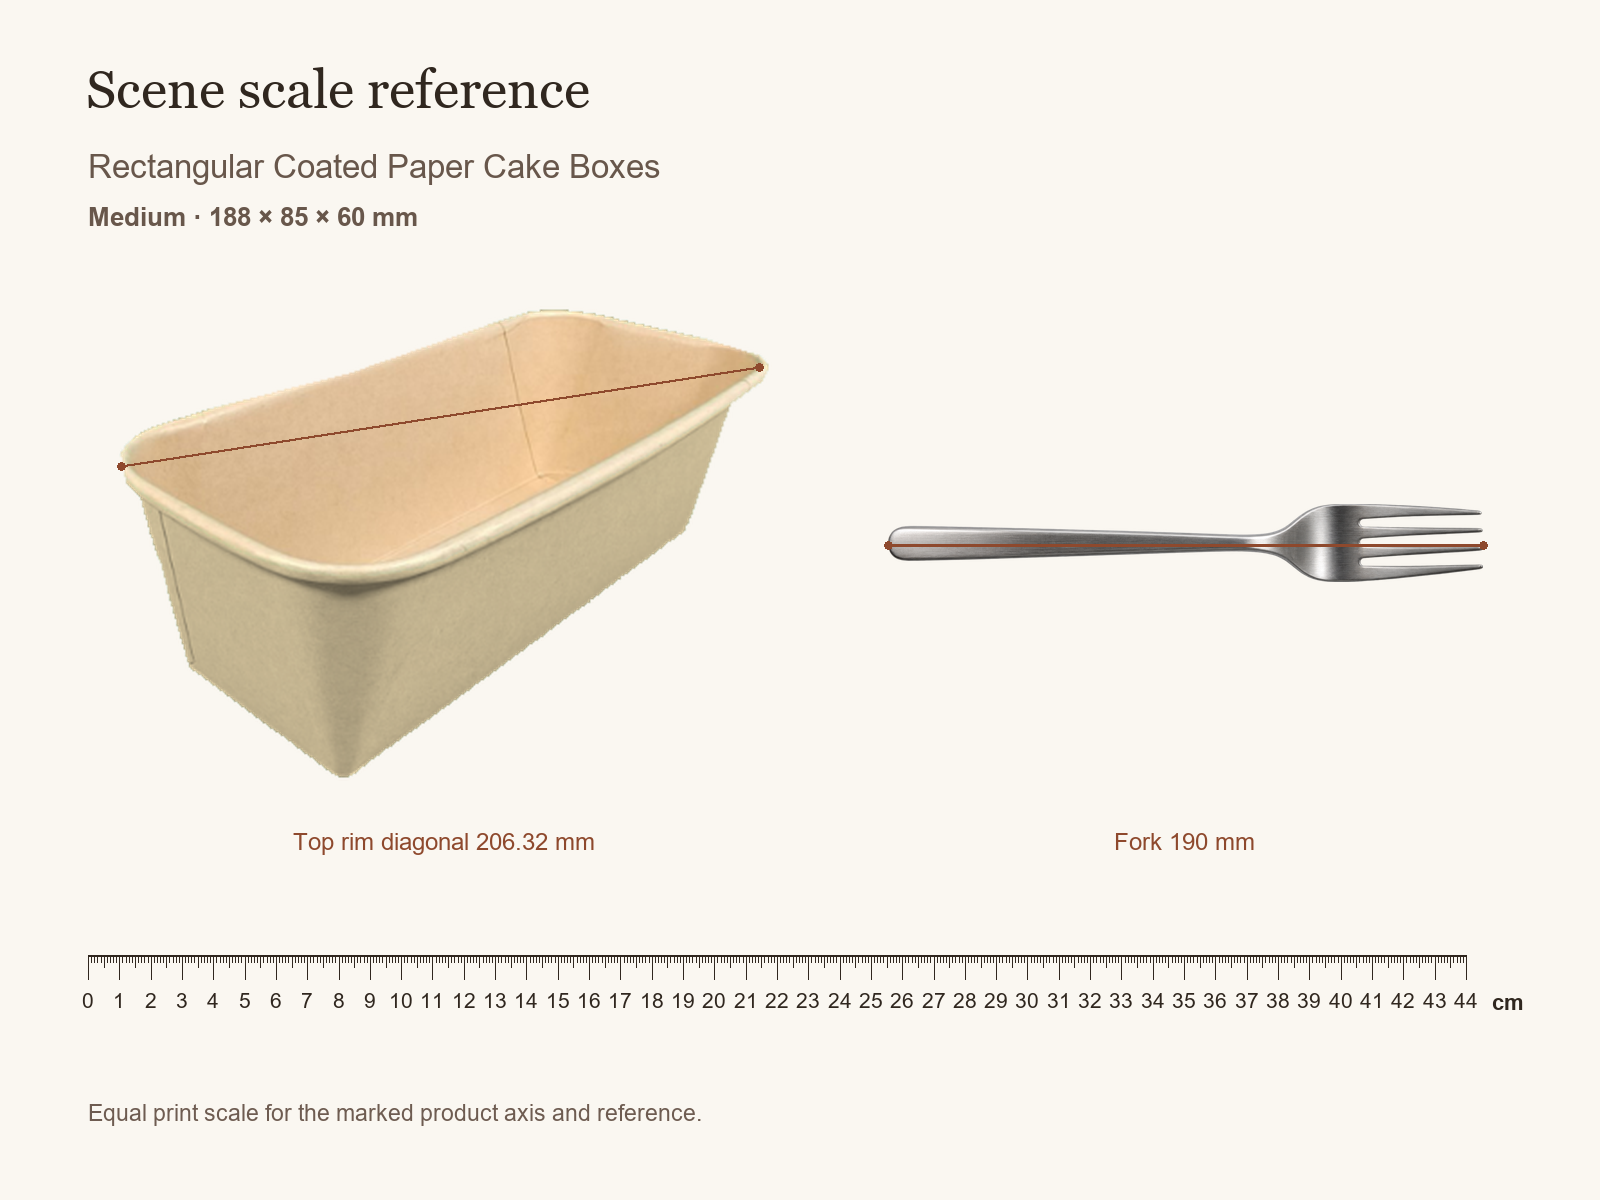 Scene scale reference
Rectangular Coated Paper Cake Boxes
Medium · 188 × 85 × 60 mm
Top rim diagonal 206.32 mm
Fork 190 mm
0 1 2 3 4 5 6 7 8 9 10 11 12 13 14 15 16 17 18 19 20 21 22 23 24 25 26 27 28 29 30 31 32 33 34 35 36 37 38 39 40 41 42 43 44 cm
Equal print scale for the marked product axis and reference.